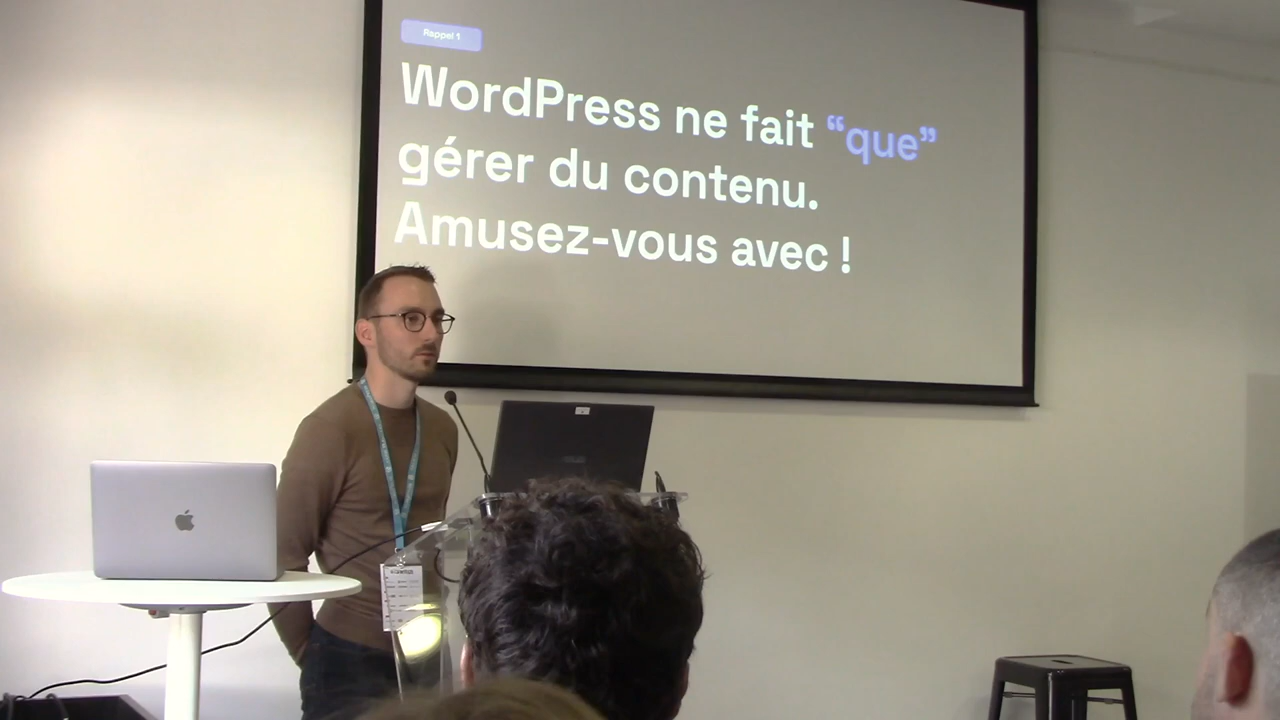 Rappel 1
WordPress ne fait “que”
gérer du contenu.
Amusez-vous avec !